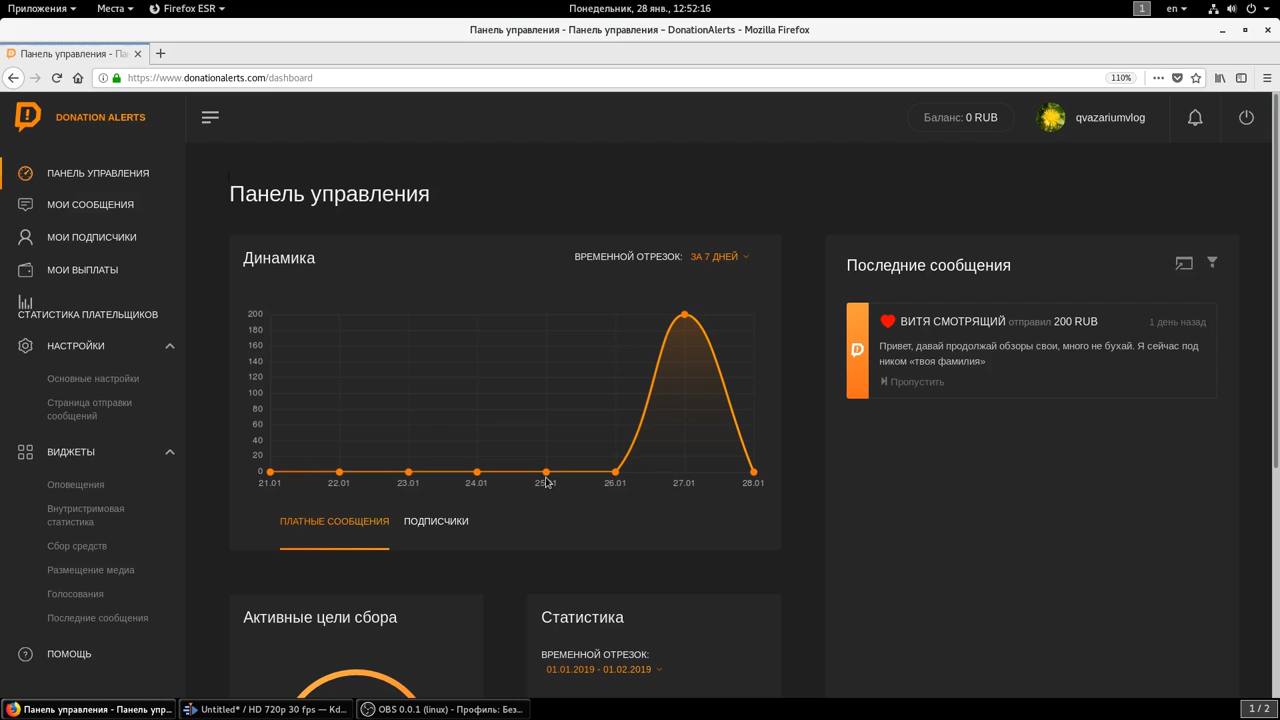 Приложения
Места
Firefox ESR
Понедельник, 28 янв., 12:52:16
1
en
Панель управления - Панель управления – DonationAlerts - Mozilla Firefox
Панель управления - Па
https://www.donationalerts.com/dashboard
110%
DONATION ALERTS
Баланс: 0 RUB
qvazariumvlog
ПАНЕЛЬ УПРАВЛЕНИЯ
МОИ СООБЩЕНИЯ
МОИ ПОДПИСЧИКИ
МОИ ВЫПЛАТЫ
СТАТИСТИКА ПЛАТЕЛЬЩИКОВ
НАСТРОЙКИ
Основные настройки
Страница отправки
сообщений
ВИДЖЕТЫ
Оповещения
Внутристримовая
статистика
Сбор средств
Размещение медиа
Голосования
Последние сообщения
ПОМОЩЬ
Панель управления
Динамика
ВРЕМЕННОЙ ОТРЕЗОК: ЗА 7 ДНЕЙ
200
180
160
140
120
100
80
60
40
20
0
21.01 22.01 23.01 24.01 25.01 26.01 27.01 28.01
ПЛАТНЫЕ СООБЩЕНИЯ ПОДПИСЧИКИ
Последние сообщения
ВИТЯ СМОТРЯЩИЙ отправил 200 RUB
1 день назад
Привет, давай продолжай обзоры свои, много не бухай. Я сейчас под
ником «твоя фамилия»
Пропустить
Активные цели сбора
Статистика
ВРЕМЕННОЙ ОТРЕЗОК:
01.01.2019 - 01.02.2019
Панель управления - Панель упр...
Untitled* / HD 720p 30 fps — Kd...
OBS 0.0.1 (linux) - Профиль: Без...
1 / 2